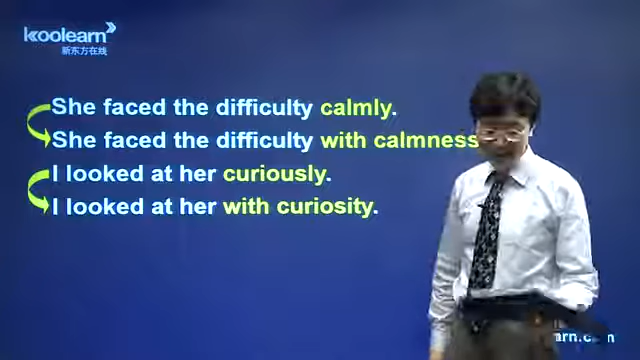 koolearn
新东方在线
She faced the difficulty calmly.
She faced the difficulty with calmness
I looked at her curiously.
I looked at her with curiosity.